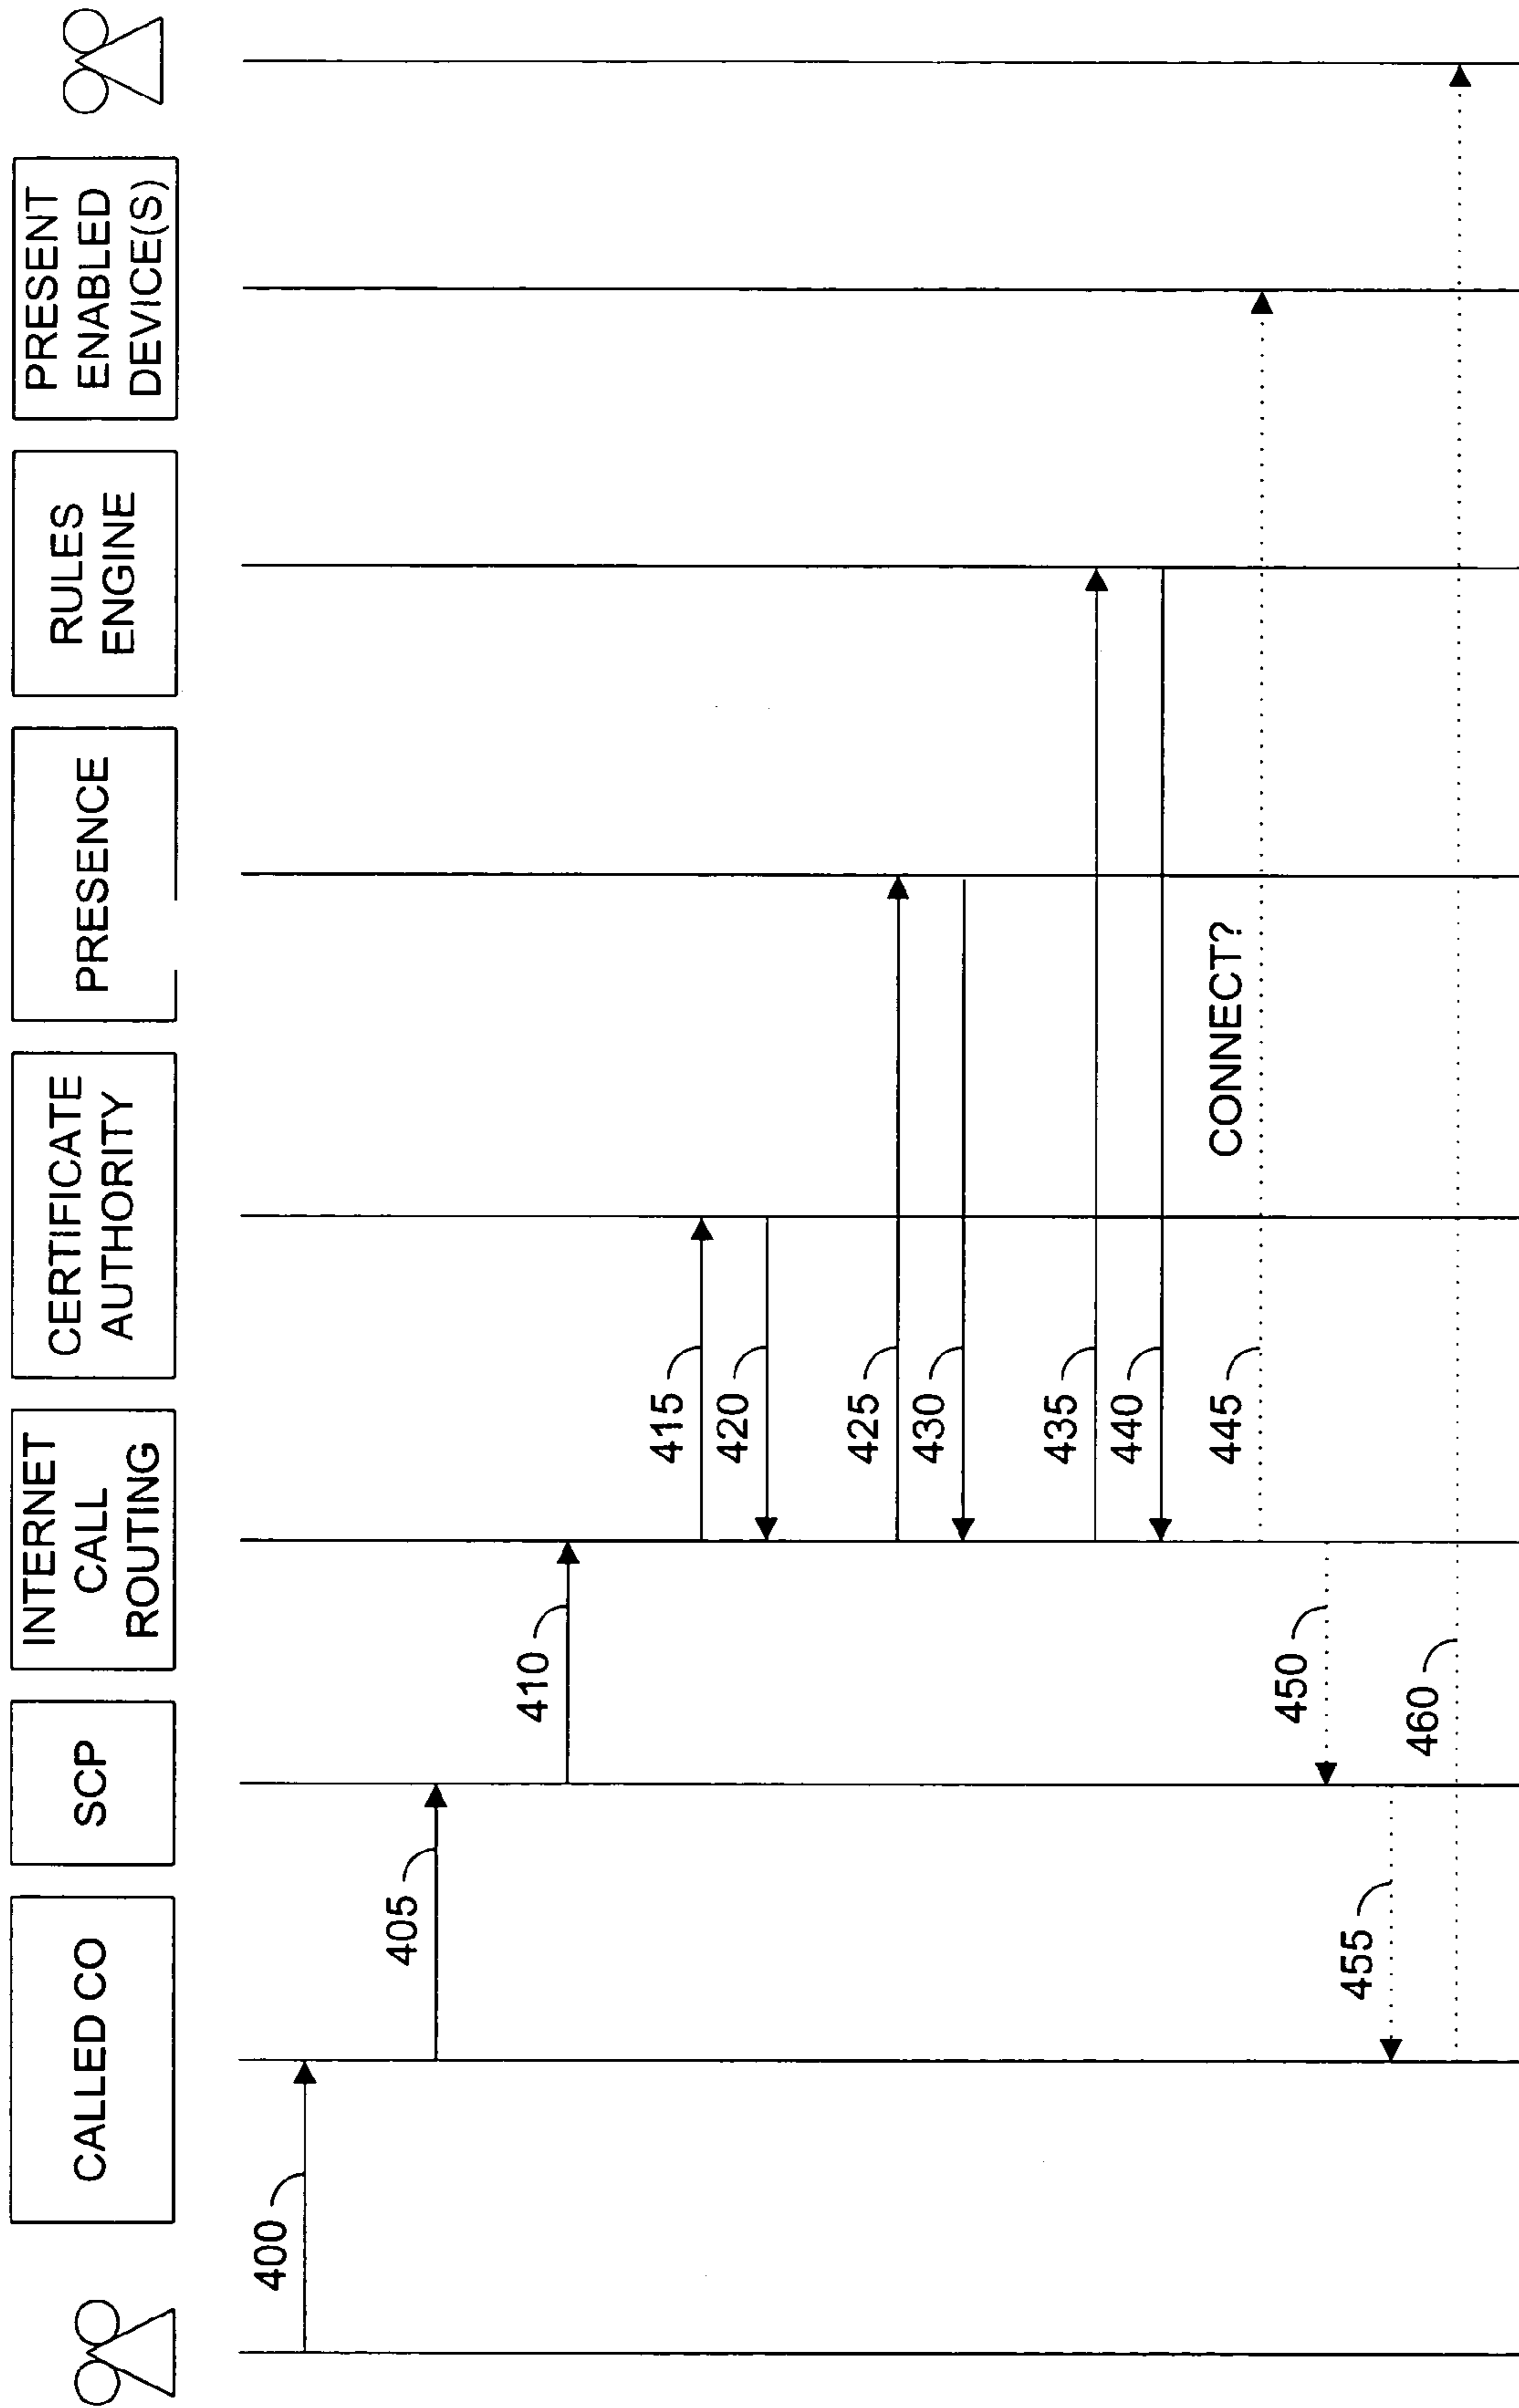 CALLED CO
SCP
INTERNET
CALL
ROUTING
CERTIFICATE
AUTHORITY
PRESENCE
RULES
ENGINE
PRESENT
ENABLED
DEVICE(S)
400
405
410
415
420
425
430
435
440
CONNECT?
445
450
455
460